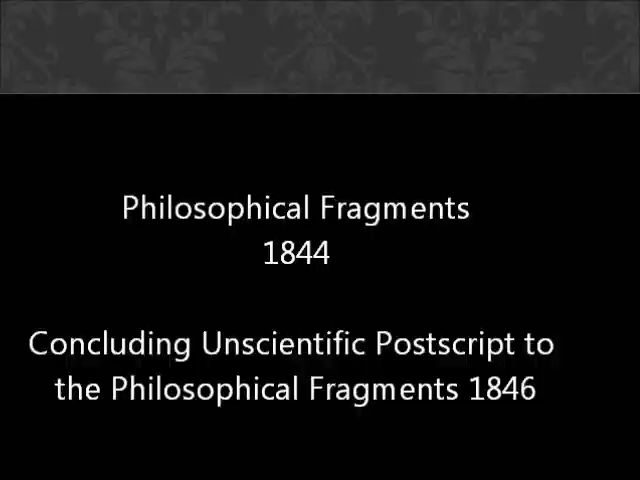 Philosophical Fragments
1844
Concluding Unscientific Postscript to
the Philosophical Fragments 1846